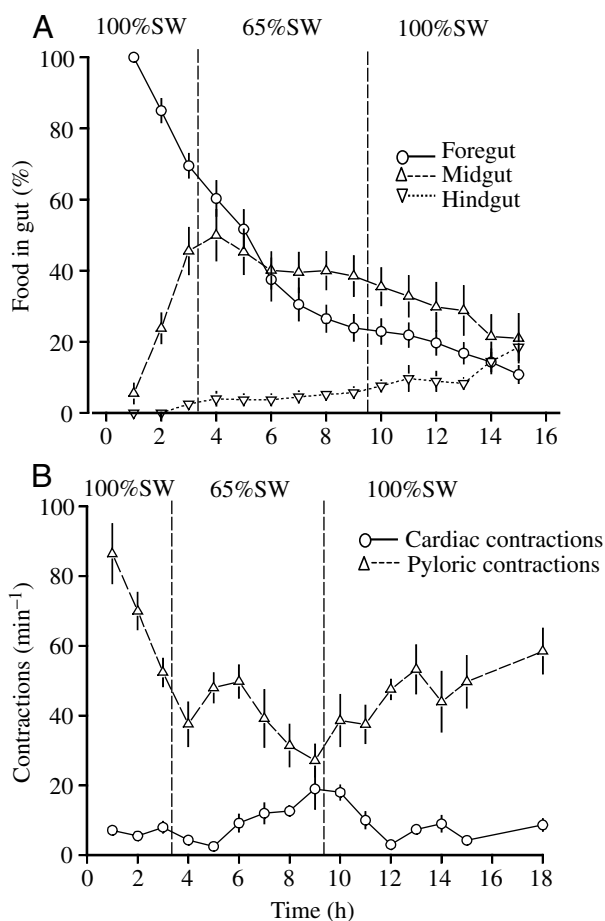 A
100%SW 65%SW 100%SW
100
80
60
40
20
0
Food in gut (%)
Foregut
Midgut
Hindgut
0 2 4 6 8 10 12 14 16
B
100%SW 65%SW 100%SW
100
80
60
40
20
0
Contractions (min⁻¹)
Cardiac contractions
Pyloric contractions
0 2 4 6 8 10 12 14 16 18
Time (h)